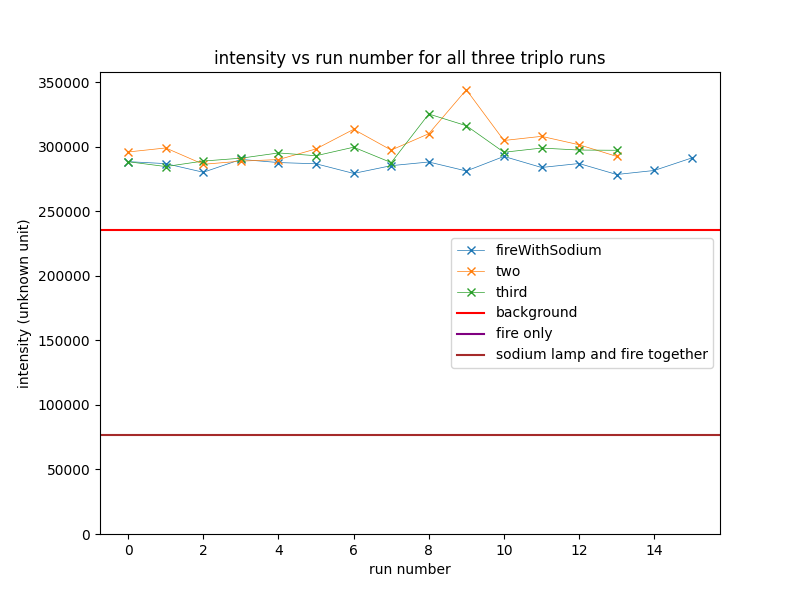 intensity vs run number for all three triplo runs
350000
300000
250000
200000
150000
100000
50000
0
intensity (unknown unit)
fireWithSodium
two
third
background
fire only
sodium lamp and fire together
0 2 4 6 8 10 12 14
run number